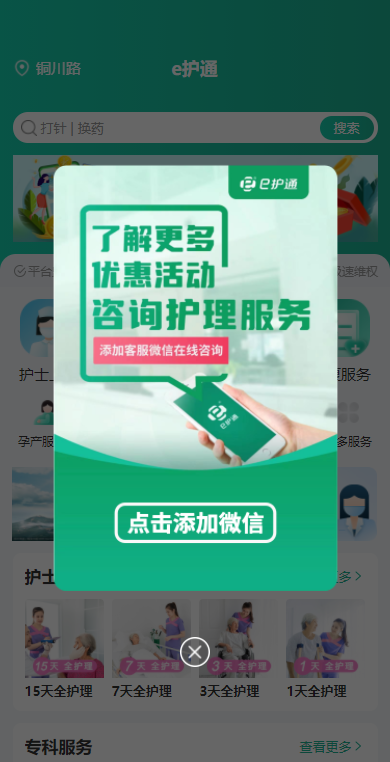 铜川路
e护通
打针 | 换药
搜索
e护通
了解更多
优惠活动
咨询护理服务
添加客服微信在线咨询
e护通
点击添加微信
平台
极速维权
护士上
服务
孕产服
多服务
护士
更多
15天 全护理
7天 全护理
3天 全护理
1天 全护理
15天全护理
7天全护理
3天全护理
1天全护理
专科服务
查看更多